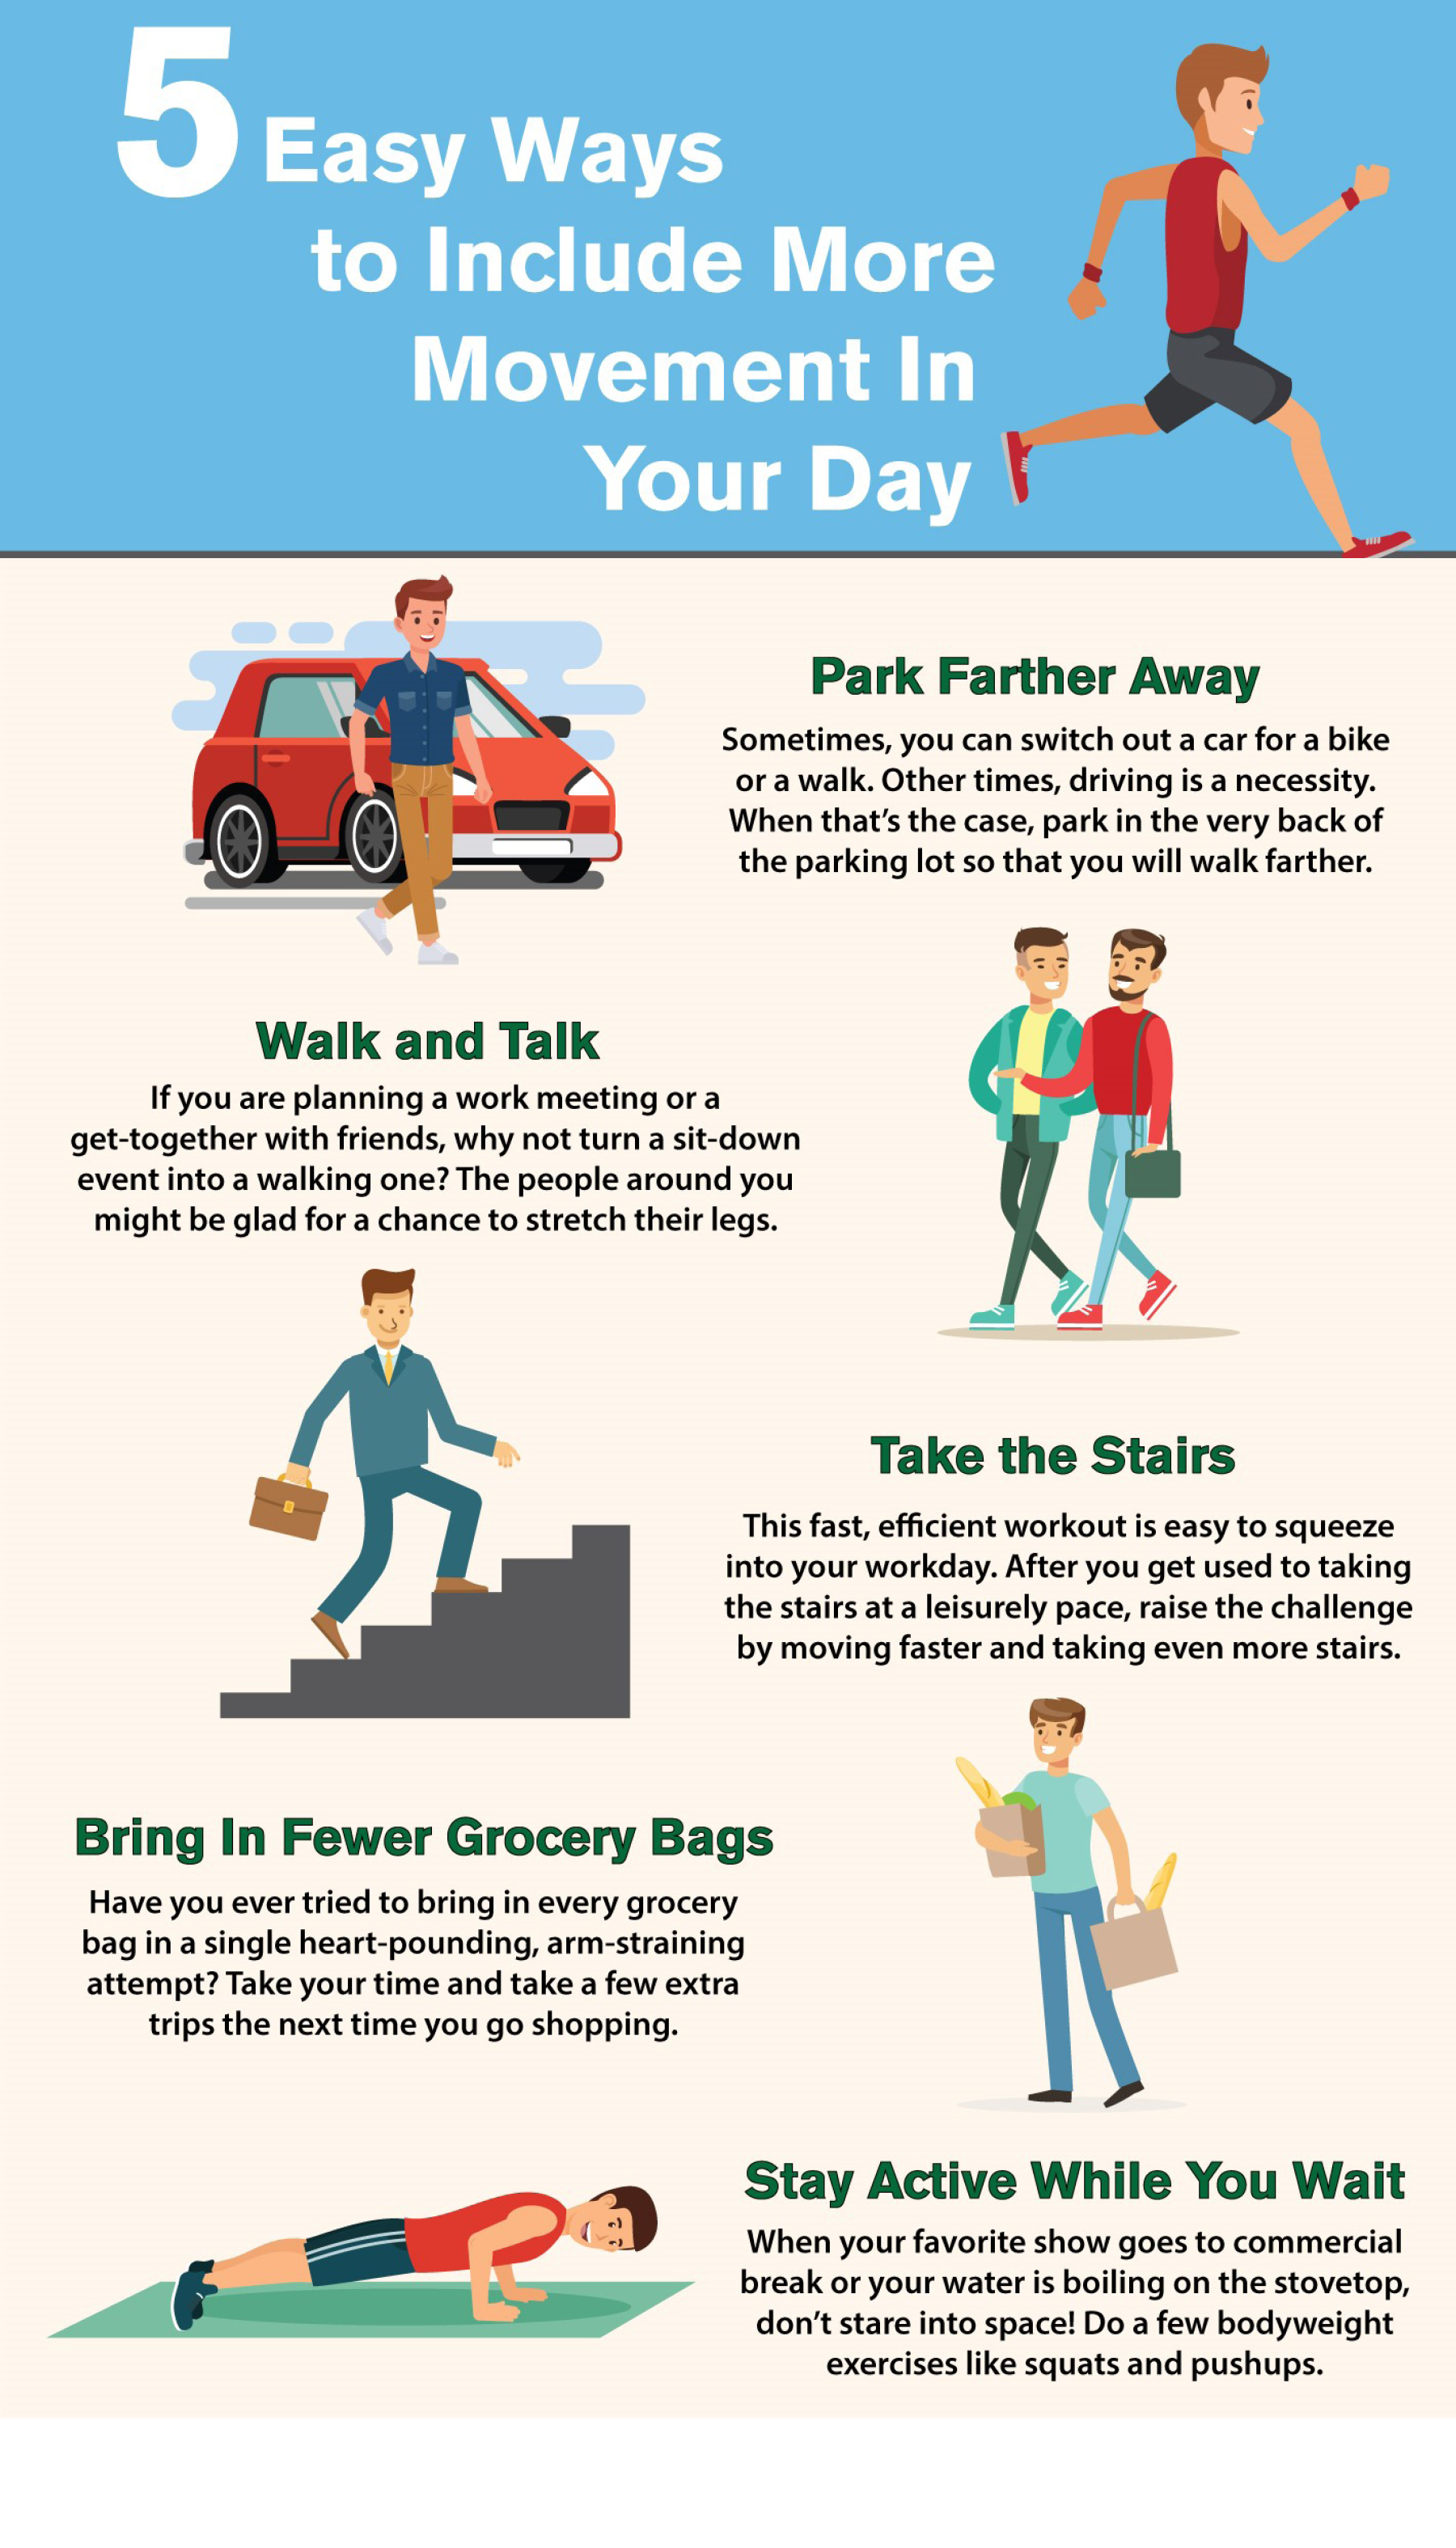 5 Easy Ways
to Include More
Movement In
Your Day
Park Farther Away
Sometimes, you can switch out a car for a bike
or a walk. Other times, driving is a necessity.
When that's the case, park in the very back of
the parking lot so that you will walk farther.
Walk and Talk
If you are planning a work meeting or a
get-together with friends, why not turn a sit-down
event into a walking one? The people around you
might be glad for a chance to stretch their legs.
Take the Stairs
This fast, efficient workout is easy to squeeze
into your workday. After you get used to taking
the stairs at a leisurely pace, raise the challenge
by moving faster and taking even more stairs.
Bring In Fewer Grocery Bags
Have you ever tried to bring in every grocery
bag in a single heart-pounding, arm-straining
attempt? Take your time and take a few extra
trips the next time you go shopping.
Stay Active While You Wait
When your favorite show goes to commercial
break or your water is boiling on the stovetop,
don't stare into space! Do a few bodyweight
exercises like squats and pushups.